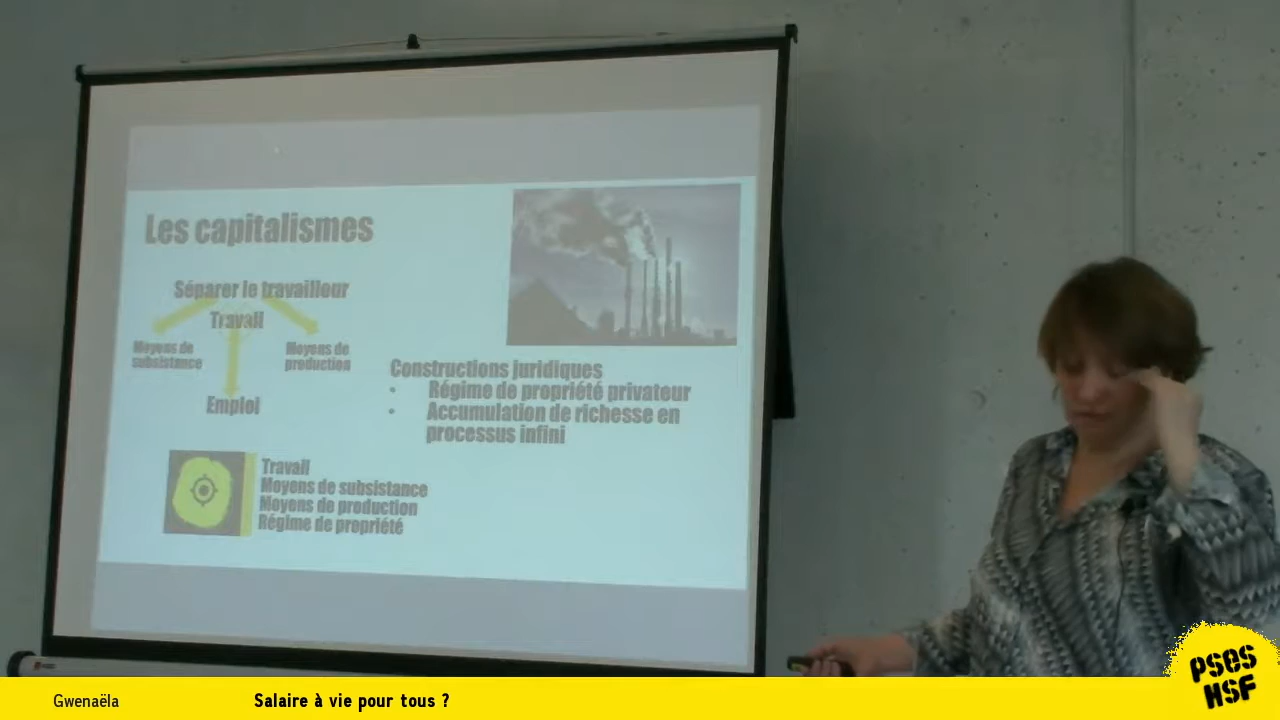 Les capitalismes
Séparer le travailleur
Travail
Moyens de
subsistance
Moyens de
production
Emploi
Constructions juridiques
• Régime de propriété privateur
• Accumulation de richesse en
processus infini
Travail
Moyens de subsistance
Moyens de production
Régime de propriété
Gwenaëla
Salaire à vie pour tous ?
PSES
HSF